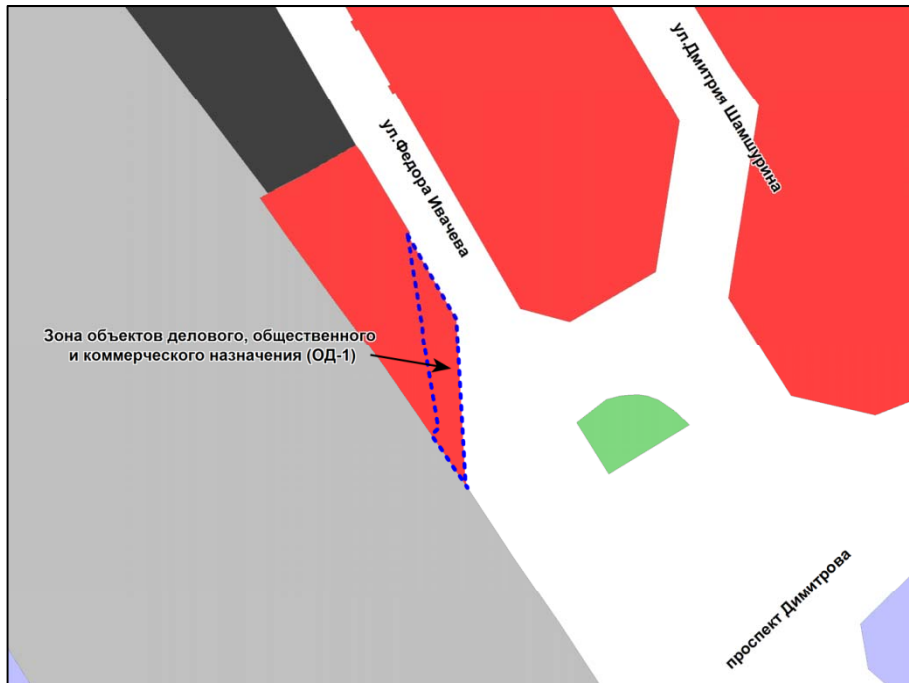 ул.Дмитрия Шамшурина
ул.Федора Ивачева
Зона объектов делового, общественного
и коммерческого назначения (ОД-1)
проспект Димитрова